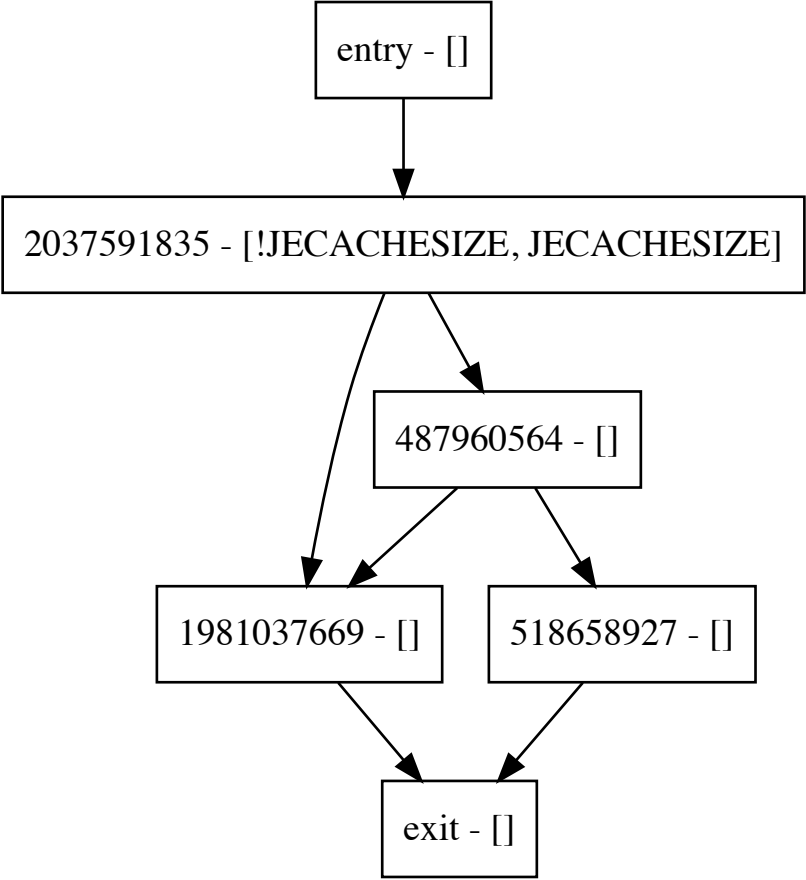 entry - []
2037591835 - [!JECACHESIZE, JECACHESIZE]
487960564 - []
1981037669 - []
518658927 - []
exit - []